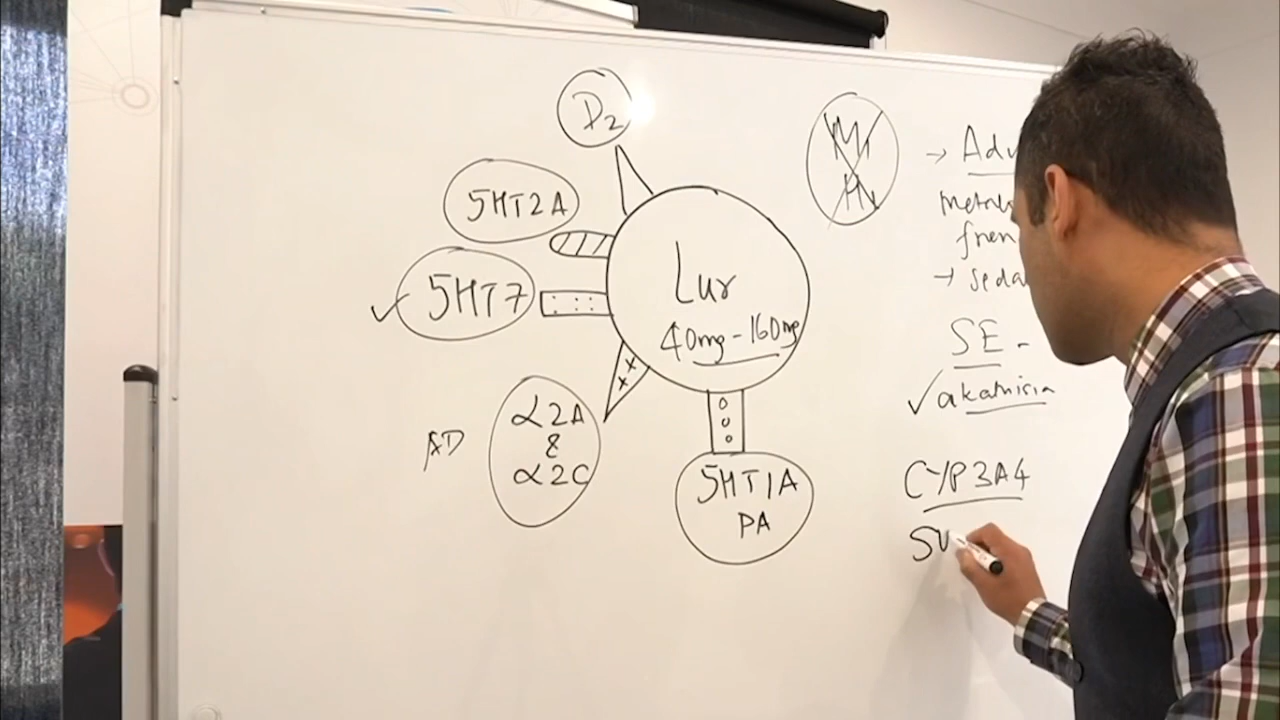 D2
5HT2A
✓ 5HT7
Lur
40mg - 160mg
AD
α2A
&
α2C
5HT1A
PA
M1
H1
→ Adv
metab
frien
→ Seda
SE -
✓ akathisia
CYP3A4
SU